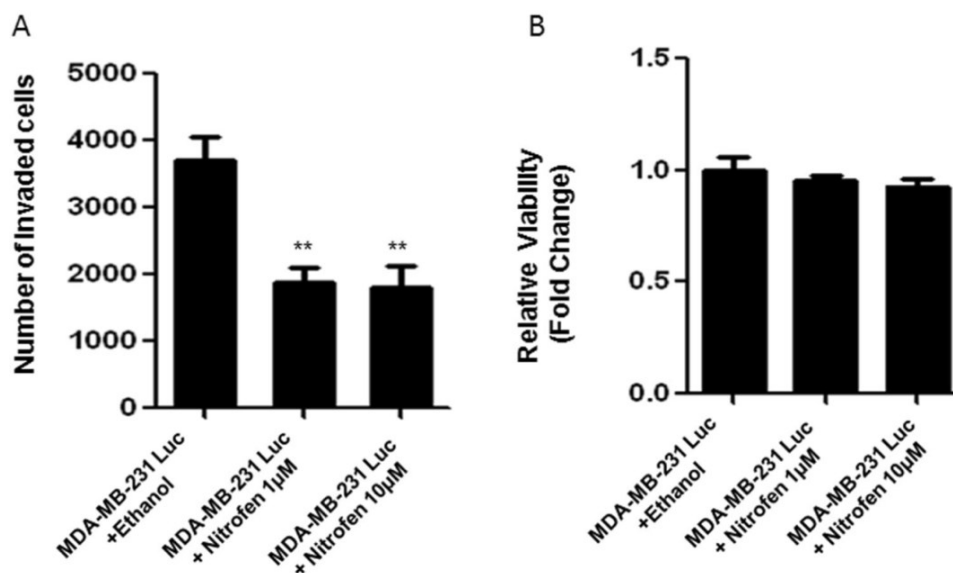 A
Number of Invaded cells
5000
4000
3000
2000
1000
0
**
**
MDA-MB-231 Luc
+Ethanol
MDA-MB-231 Luc
+ Nitrofen 1µM
MDA-MB-231 Luc
+ Nitrofen 10µM
B
Relative Viability
(Fold Change)
1.5
1.0
0.5
0.0
MDA-MB-231 Luc
+Ethanol
MDA-MB-231 Luc
+ Nitrofen 1µM
MDA-MB-231 Luc
+ Nitrofen 10µM